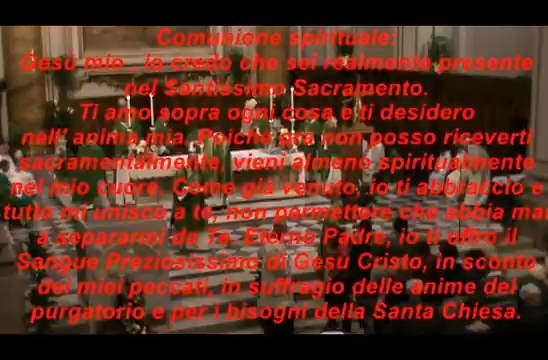 Comunione spirituale:
Gesù mio , io credo che sei realmente presente
nel Santissimo Sacramento.
Ti amo sopra ogni cosa e ti desidero
nell' anima mia. Poichè ora non posso riceverti
sacramentalmente, vieni almeno spiritualmente
nel mio cuore. Come già venuto, io ti abbraccio e
tutto mi unisco a te, non permettere che abbia mai
a separarmi da Te. Eterno Padre, io ti offro il
Sangue Preziosissimo di Gesù Cristo, in sconto
dei miei peccati, in suffragio delle anime del
purgatorio e per i bisogni della Santa Chiesa.